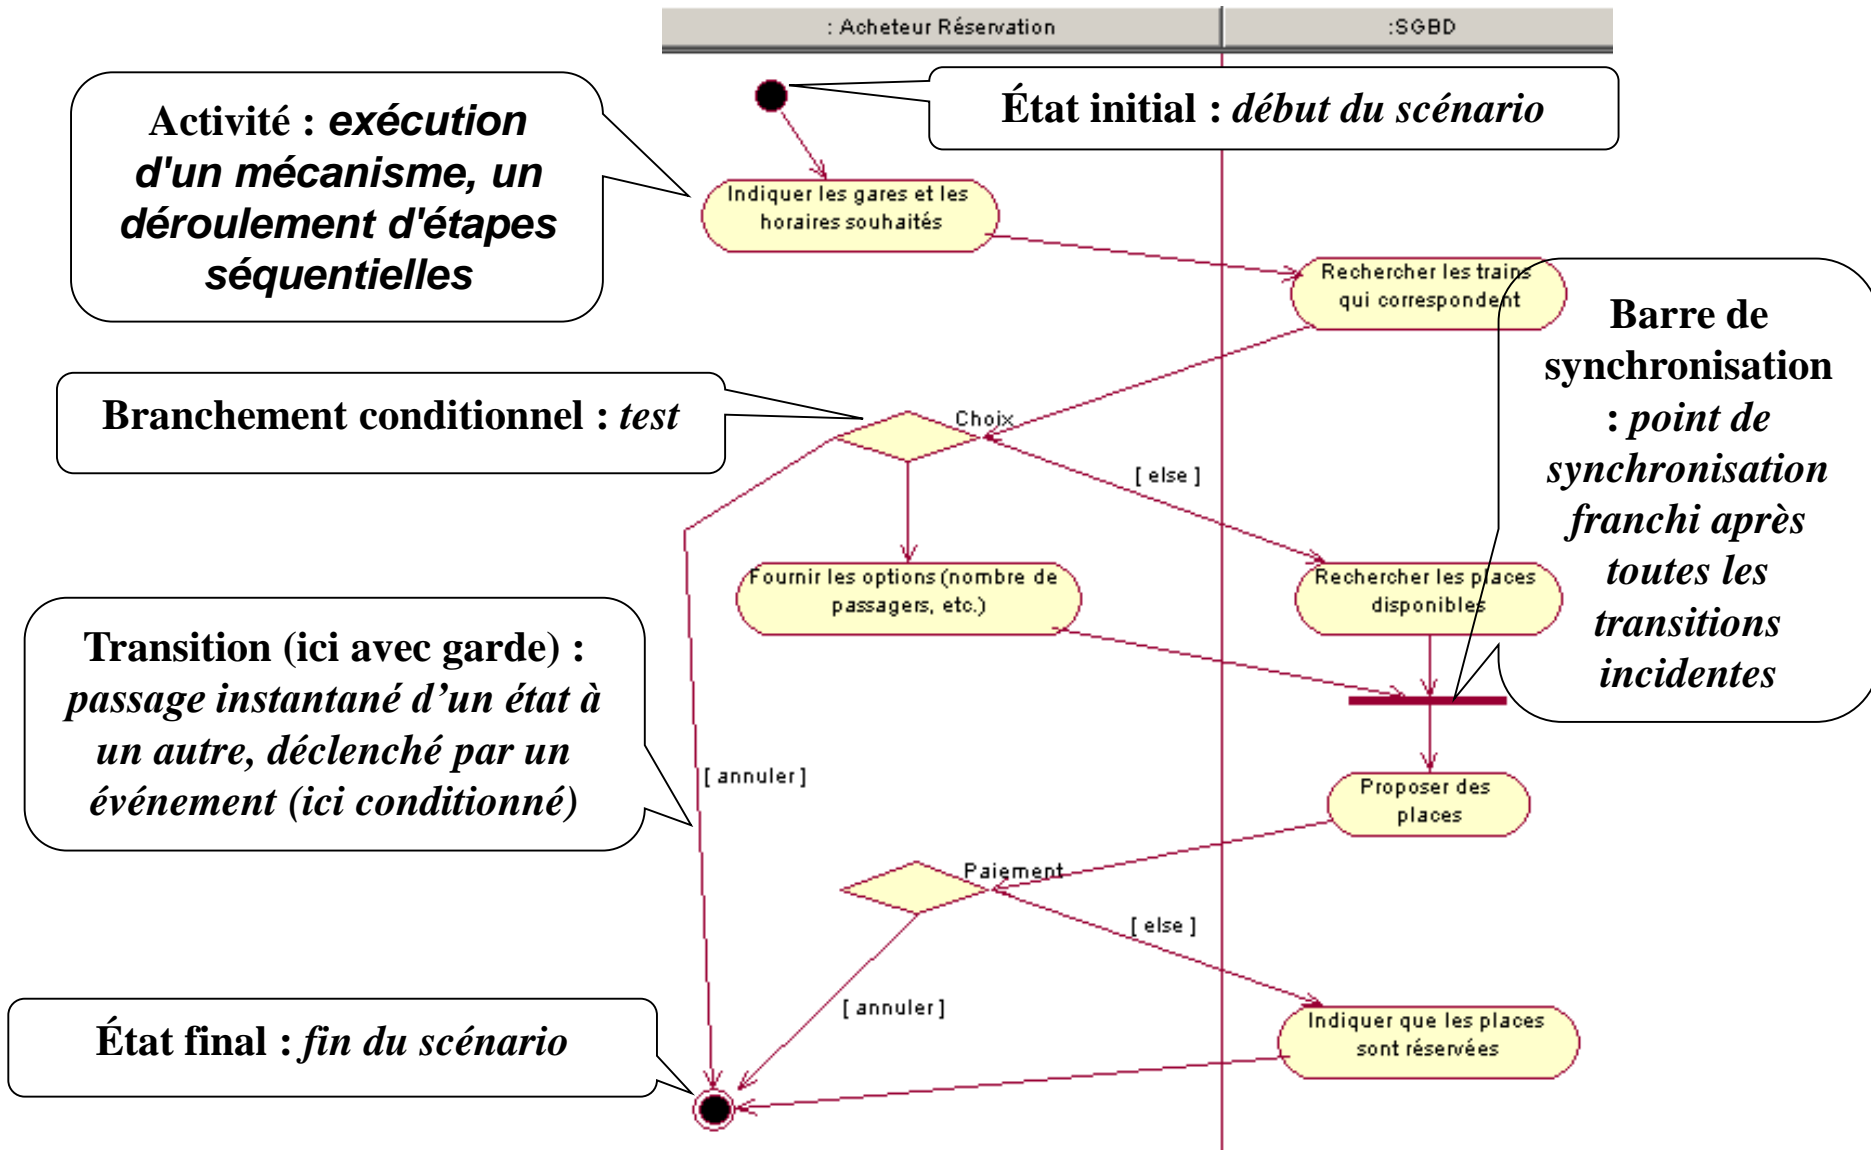 : Acheteur Réservation
:SGBD
État initial : début du scénario
Activité : exécution
d'un mécanisme, un
déroulement d'étapes
séquentielles
Indiquer les gares et les
horaires souhaités
Rechercher les trains
qui correspondent
Barre de
synchronisation
: point de
synchronisation
franchi après
toutes les
transitions
incidentes
Branchement conditionnel : test
Choix
[ else ]
Fournir les options (nombre de
passagers, etc.)
Rechercher les places
disponibles
Transition (ici avec garde) :
passage instantané d’un état à
un autre, déclenché par un
événement (ici conditionné)
[ annuler ]
Proposer des
places
Paiement
[ else ]
[ annuler ]
Indiquer que les places
sont réservées
État final : fin du scénario